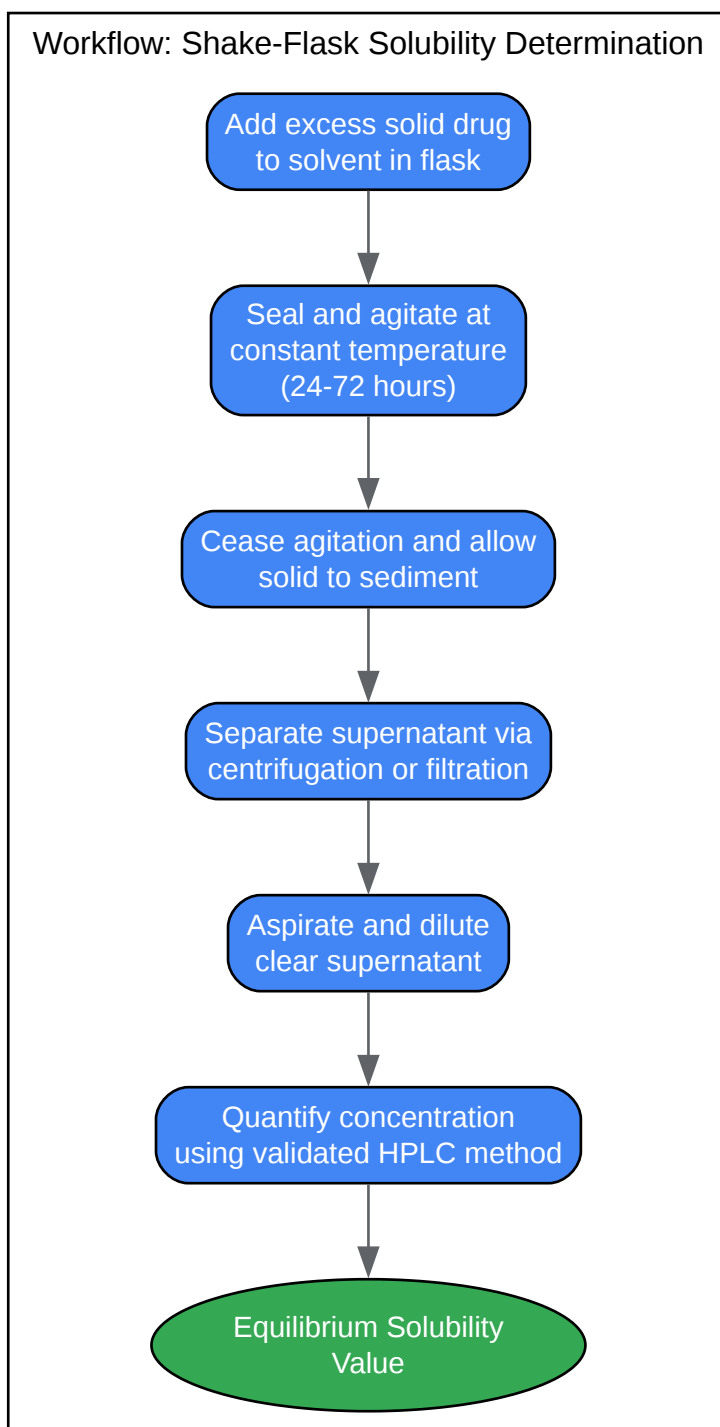 Workflow: Shake-Flask Solubility Determination
Add excess solid drug
to solvent in flask
Seal and agitate at
constant temperature
(24-72 hours)
Cease agitation and allow
solid to sediment
Separate supernatant via
centrifugation or filtration
Aspirate and dilute
clear supernatant
Quantify concentration
using validated HPLC method
Equilibrium Solubility
Value